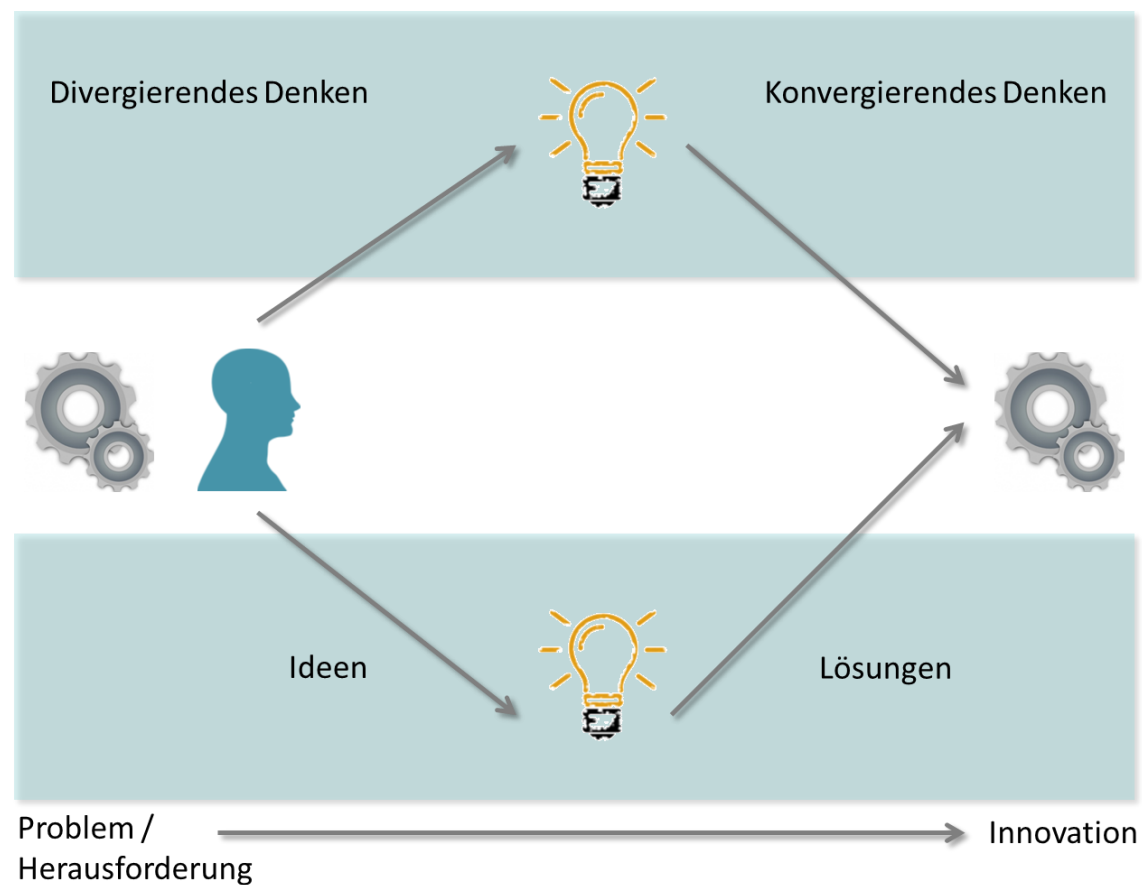 Divergierendes Denken
Konvergierendes Denken
Ideen
Lösungen
Problem /
Herausforderung
Innovation